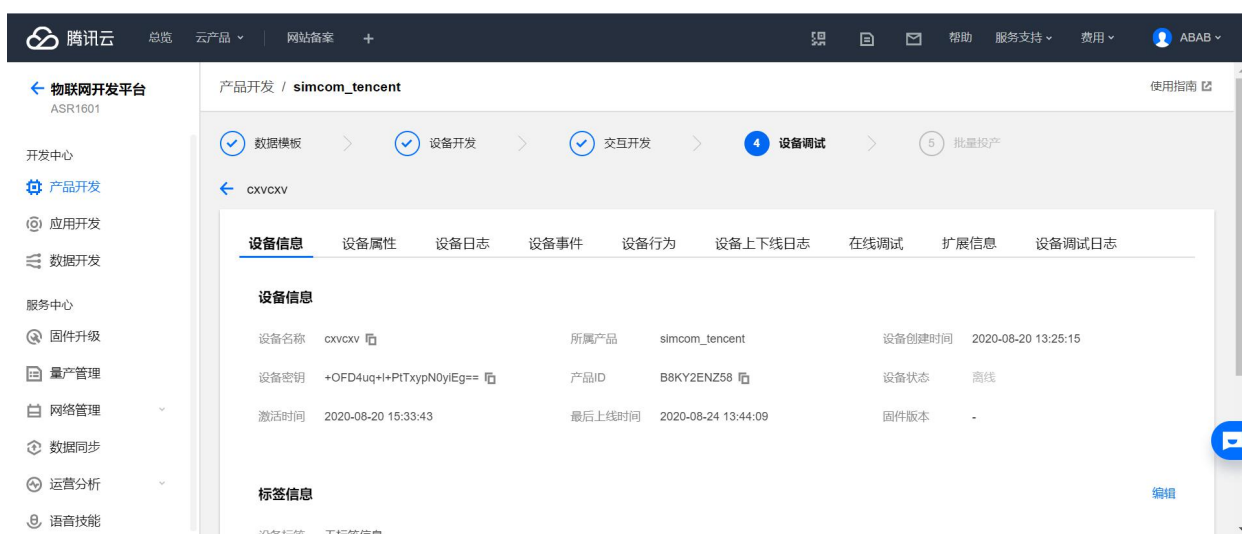 腾讯云 总览 云产品 网站备案 + 帮助 服务支持 费用 ABAB
物联网开发平台
ASR1601
产品开发 / simcom_tencent 使用指南
数据模板 设备开发 交互开发 4 设备调试 5 批量投产
cxvcxv
开发中心
产品开发
应用开发
数据开发
服务中心
固件升级
量产管理
网络管理
数据同步
运营分析
语音技能
设备信息 设备属性 设备日志 设备事件 设备行为 设备上下线日志 在线调试 扩展信息 设备调试日志
设备信息
设备名称 cxvcxv 所属产品 simcom_tencent 设备创建时间 2020-08-20 13:25:15
设备密钥 +OFD4uq+l+PtTxypN0yiEg== 产品ID B8KY2ENZ58 设备状态 离线
激活时间 2020-08-20 15:33:43 最后上线时间 2020-08-24 13:44:09 固件版本 -
标签信息 编辑
设备标签 无标签信息